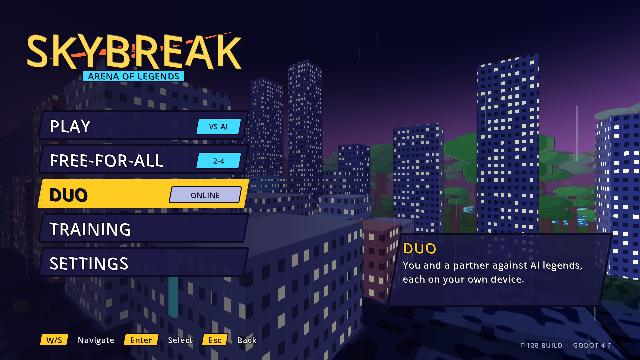 SKYBREAK
ARENA OF LEGENDS
PLAY VS AI
FREE-FOR-ALL 2-4
DUO ONLINE
TRAINING
SETTINGS
DUO
You and a partner against AI legends,
each on your own device.
W/S Navigate Enter Select Esc Back
GODOT 4.7